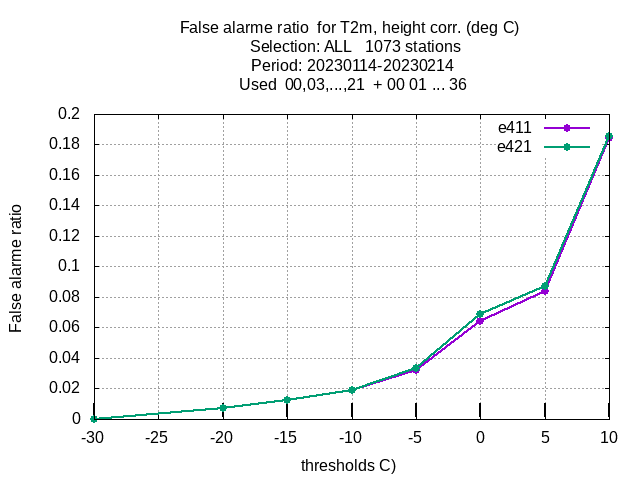 False alarme ratio  for T2m, height corr. (deg C)
Selection: ALL   1073 stations
Period: 20230114-20230214
Used  00,03,...,21  + 00 01 ... 36
e411
e421
0.2
0.18
0.16
0.14
0.12
0.1
0.08
0.06
0.04
0.02
0
False alarme ratio
-30 -25 -20 -15 -10 -5 0 5 10
thresholds C)